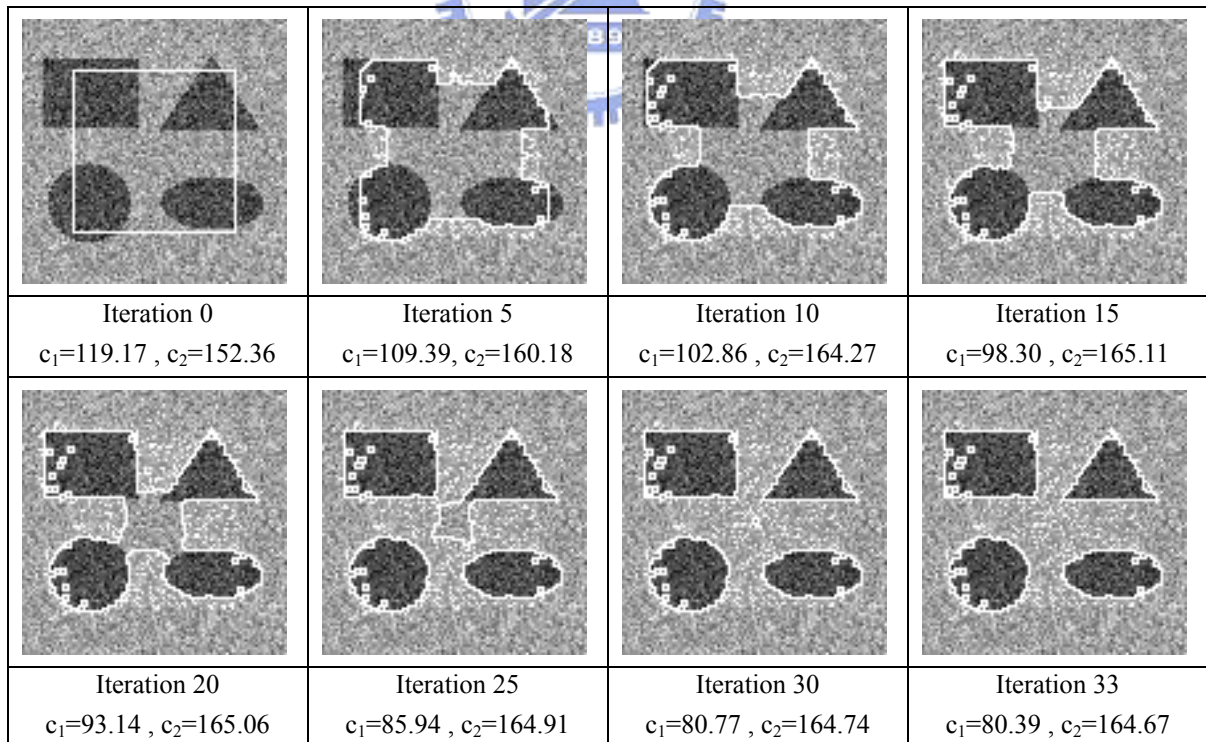 89
Iteration 0
Iteration 5
Iteration 10
Iteration 15
c₁=119.17 , c₂=152.36
c₁=109.39, c₂=160.18
c₁=102.86 , c₂=164.27
c₁=98.30 , c₂=165.11
Iteration 20
Iteration 25
Iteration 30
Iteration 33
c₁=93.14 , c₂=165.06
c₁=85.94 , c₂=164.91
c₁=80.77 , c₂=164.74
c₁=80.39 , c₂=164.67